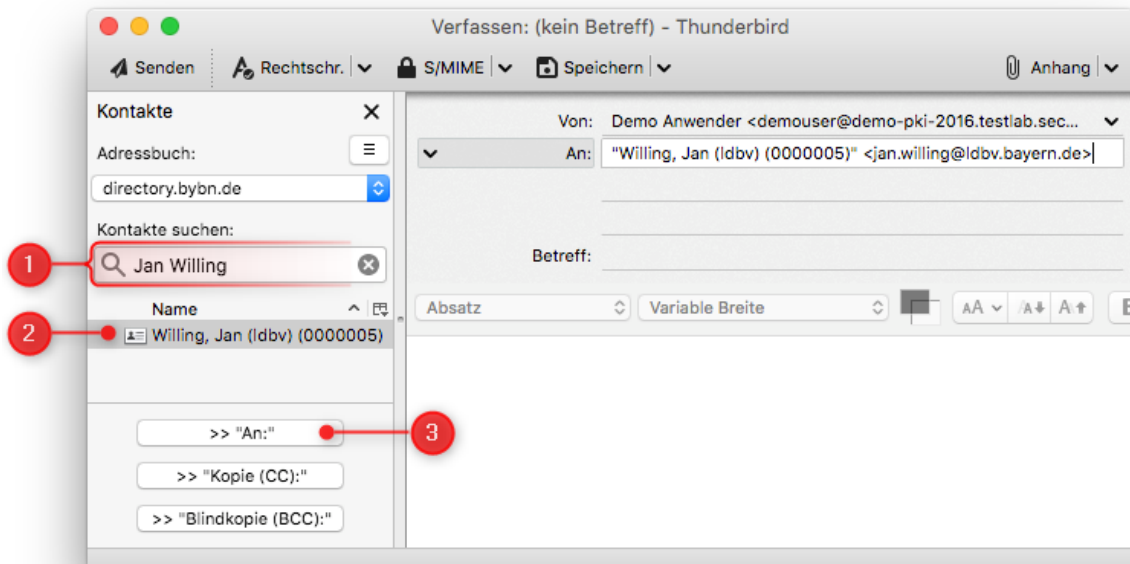 Verfassen: (kein Betreff) - Thunderbird
Senden Rechtschr. S/MIME Speichern Anhang
Kontakte
Adressbuch:
directory.bybn.de
Kontakte suchen:
1 Jan Willing
Name
2 Willing, Jan (ldbv) (0000005)
>> "An:" 3
>> "Kopie (CC):"
>> "Blindkopie (BCC):"
Von: Demo Anwender <demouser@demo-pki-2016.testlab.sec...
An: "Willing, Jan (ldbv) (0000005)" <jan.willing@ldbv.bayern.de>
Betreff:
Absatz Variable Breite AA A A